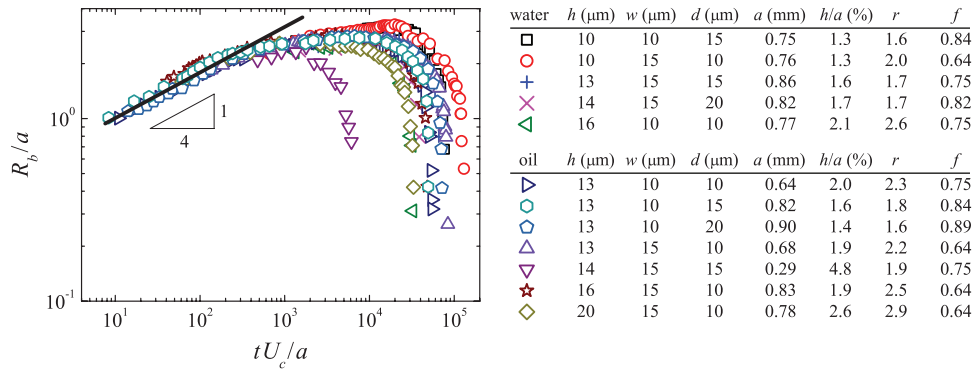 R_b/a
10^0
10^-1
1
4
10^1 10^2 10^3 10^4 10^5
tU_c/a
water h (μm) w (μm) d (μm) a (mm) h/a (%) r f
10 10 15 0.75 1.3 1.6 0.84
10 10 15 0.76 1.3 2.0 0.64
13 15 15 0.86 1.6 1.7 0.75
14 15 20 0.82 1.7 1.7 0.82
16 10 10 0.77 2.1 2.6 0.75
oil h (μm) w (μm) d (μm) a (mm) h/a (%) r f
13 10 10 0.64 2.0 2.3 0.75
13 10 15 0.82 1.6 1.8 0.84
13 10 20 0.90 1.4 1.6 0.89
13 15 10 0.68 1.9 2.2 0.64
14 15 15 0.29 4.8 1.9 0.75
16 15 10 0.83 1.9 2.5 0.64
20 15 10 0.78 2.6 2.9 0.64